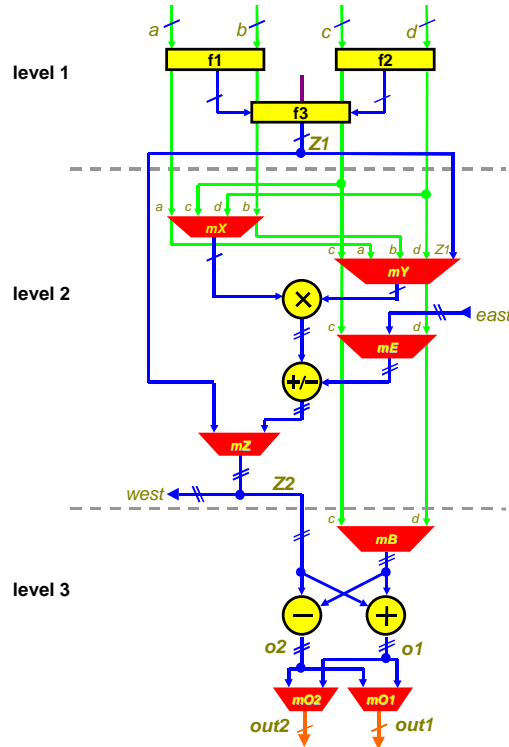 a b c d
level 1
f1 f2
f3
Z1
a c d b
mX
c a b d Z1
mY
level 2
×
east
c d
mE
+/−
mZ
Z2
west
c d
mB
level 3
− +
o2 o1
mO2 mO1
out2 out1